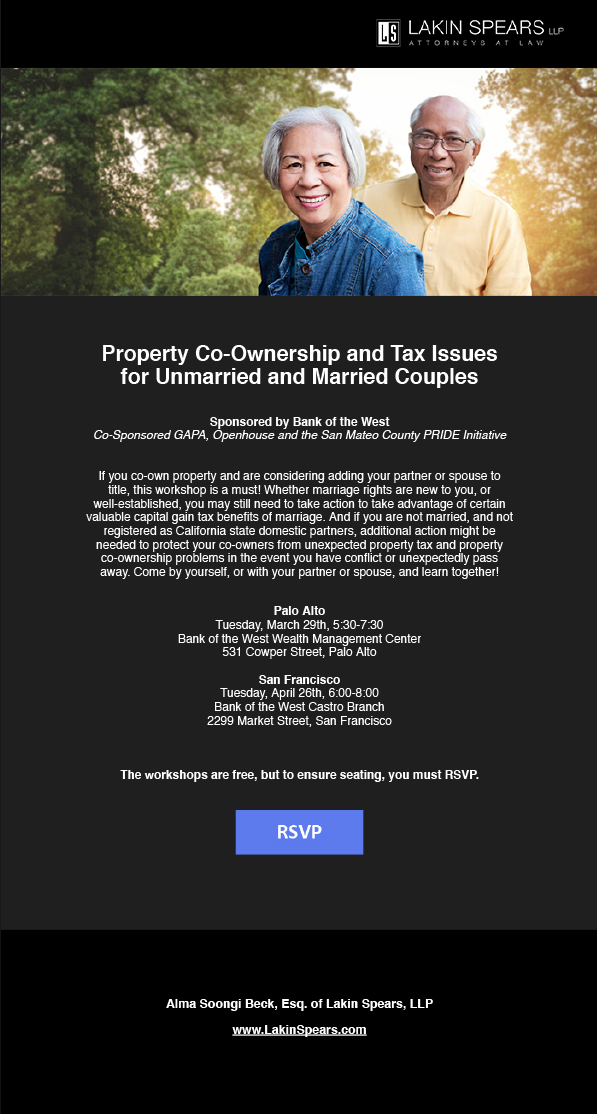 LS LAKIN SPEARS LLP
ATTORNEYS AT LAW
Property Co-Ownership and Tax Issues
for Unmarried and Married Couples
Sponsored by Bank of the West
Co-Sponsored GAPA, Openhouse and the San Mateo County PRIDE Initiative
If you co-own property and are considering adding your partner or spouse to
title, this workshop is a must! Whether marriage rights are new to you, or
well-established, you may still need to take action to take advantage of certain
valuable capital gain tax benefits of marriage. And if you are not married, and not
registered as California state domestic partners, additional action might be
needed to protect your co-owners from unexpected property tax and property
co-ownership problems in the event you have conflict or unexpectedly pass
away. Come by yourself, or with your partner or spouse, and learn together!
Palo Alto
Tuesday, March 29th, 5:30-7:30
Bank of the West Wealth Management Center
531 Cowper Street, Palo Alto
San Francisco
Tuesday, April 26th, 6:00-8:00
Bank of the West Castro Branch
2299 Market Street, San Francisco
The workshops are free, but to ensure seating, you must RSVP.
RSVP
Alma Soongi Beck, Esq. of Lakin Spears, LLP
www.LakinSpears.com